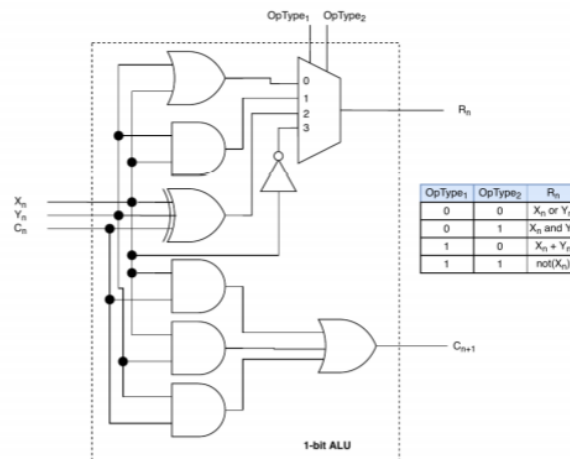 OpType1 OpType2
0
1
2
3
Rn
Xn
Yn
Cn
OpType1 OpType2 Rn
0 0 Xn or Yn
0 1 Xn and Y
1 0 Xn + Yn
1 1 not(Xn)
Cn+1
1-bit ALU